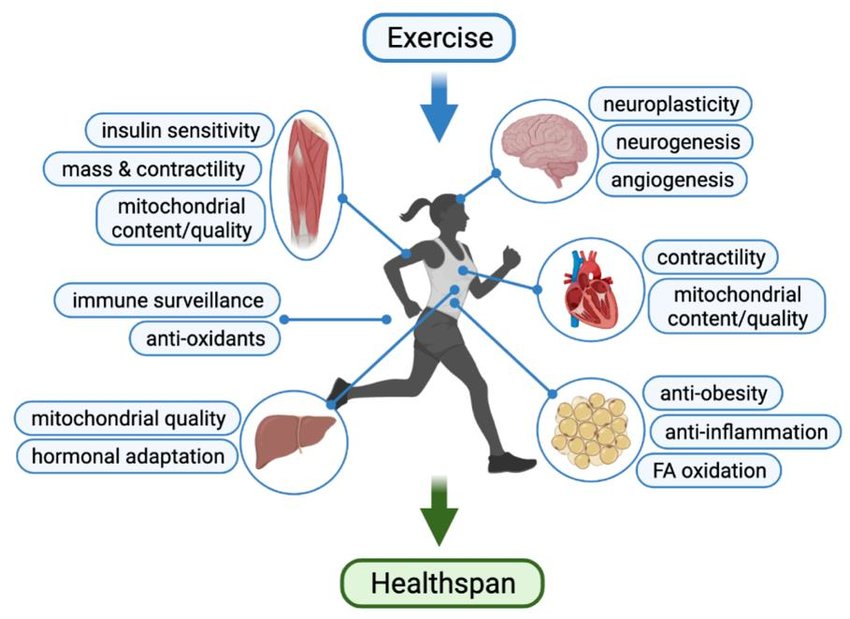 Exercise
insulin sensitivity
mass & contractility
mitochondrial
content/quality
neuroplasticity
neurogenesis
angiogenesis
immune surveillance
anti-oxidants
contractility
mitochondrial
content/quality
mitochondrial quality
hormonal adaptation
anti-obesity
anti-inflammation
FA oxidation
Healthspan